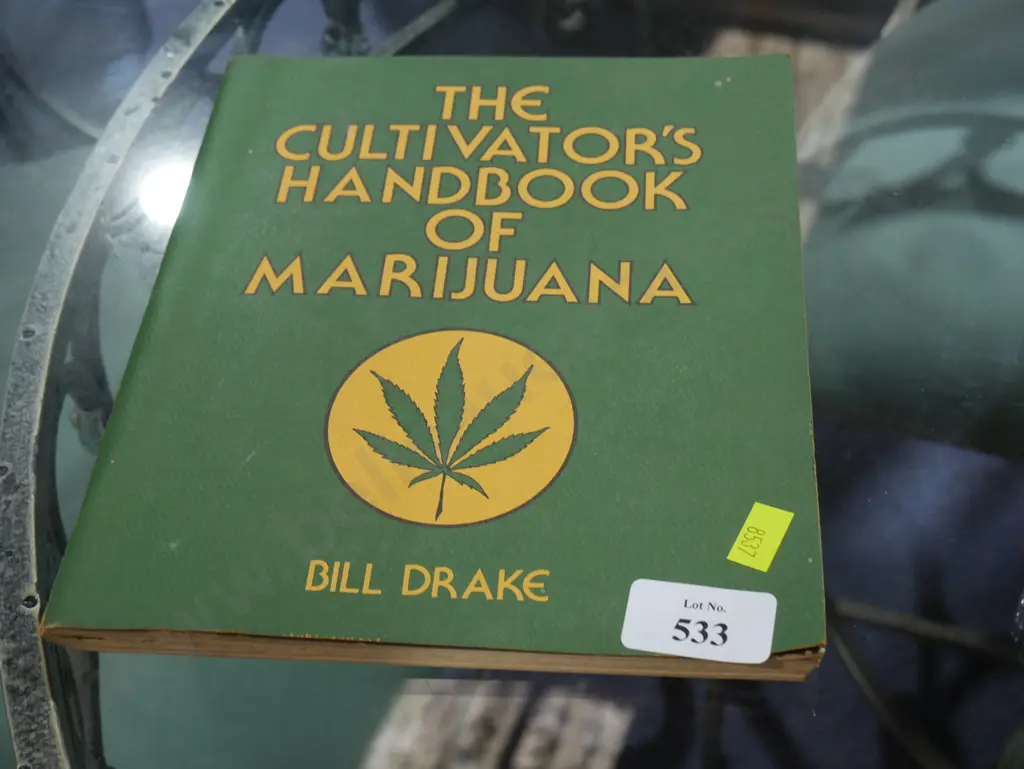 THE
CULTIVATOR'S
HANDBOOK
OF
MARIJUANA
BILL DRAKE
8537
Lot No.
533